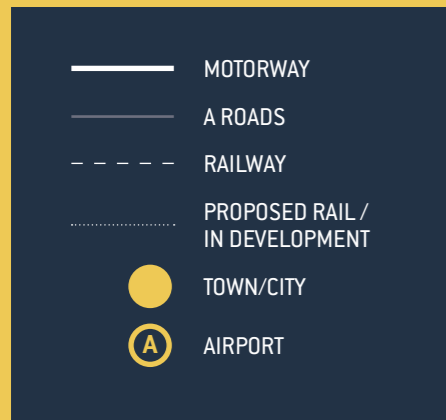 MOTORWAY
A ROADS
RAILWAY
PROPOSED RAIL /
IN DEVELOPMENT
TOWN/CITY
A AIRPORT